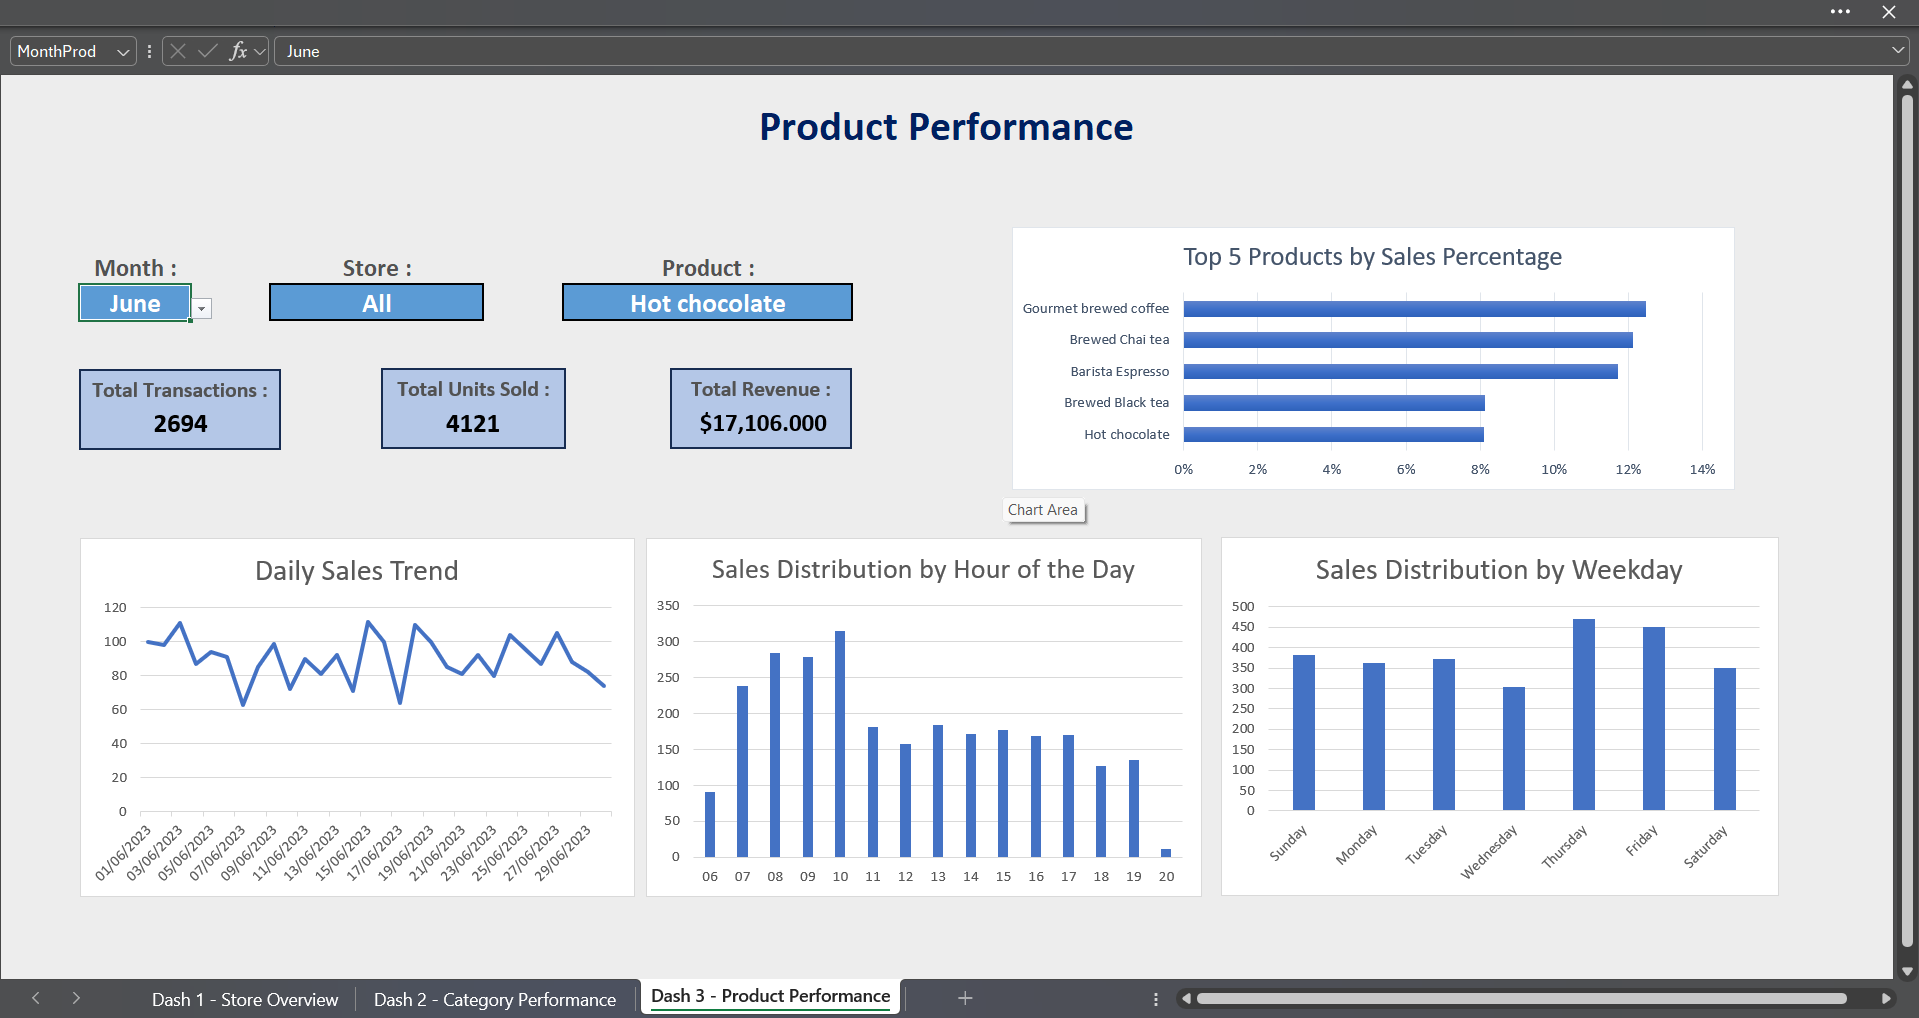 MonthProd
fx
June
Product Performance
Month :
Store :
Product :
June
All
Hot chocolate
Total Transactions :
2694
Total Units Sold :
4121
Total Revenue :
$17,106.000
Top 5 Products by Sales Percentage
Gourmet brewed coffee
Brewed Chai tea
Barista Espresso
Brewed Black tea
Hot chocolate
0% 2% 4% 6% 8% 10% 12% 14%
Chart Area
Daily Sales Trend
120
100
80
60
40
20
0
01/06/2023 03/06/2023 05/06/2023 07/06/2023 09/06/2023 11/06/2023 13/06/2023 15/06/2023 17/06/2023 19/06/2023 21/06/2023 23/06/2023 25/06/2023 27/06/2023 29/06/2023
Sales Distribution by Hour of the Day
350
300
250
200
150
100
50
0
06 07 08 09 10 11 12 13 14 15 16 17 18 19 20
Sales Distribution by Weekday
500
450
400
350
300
250
200
150
100
50
0
Sunday Monday Tuesday Wednesday Thursday Friday Saturday
Dash 1 - Store Overview
Dash 2 - Category Performance
Dash 3 - Product Performance